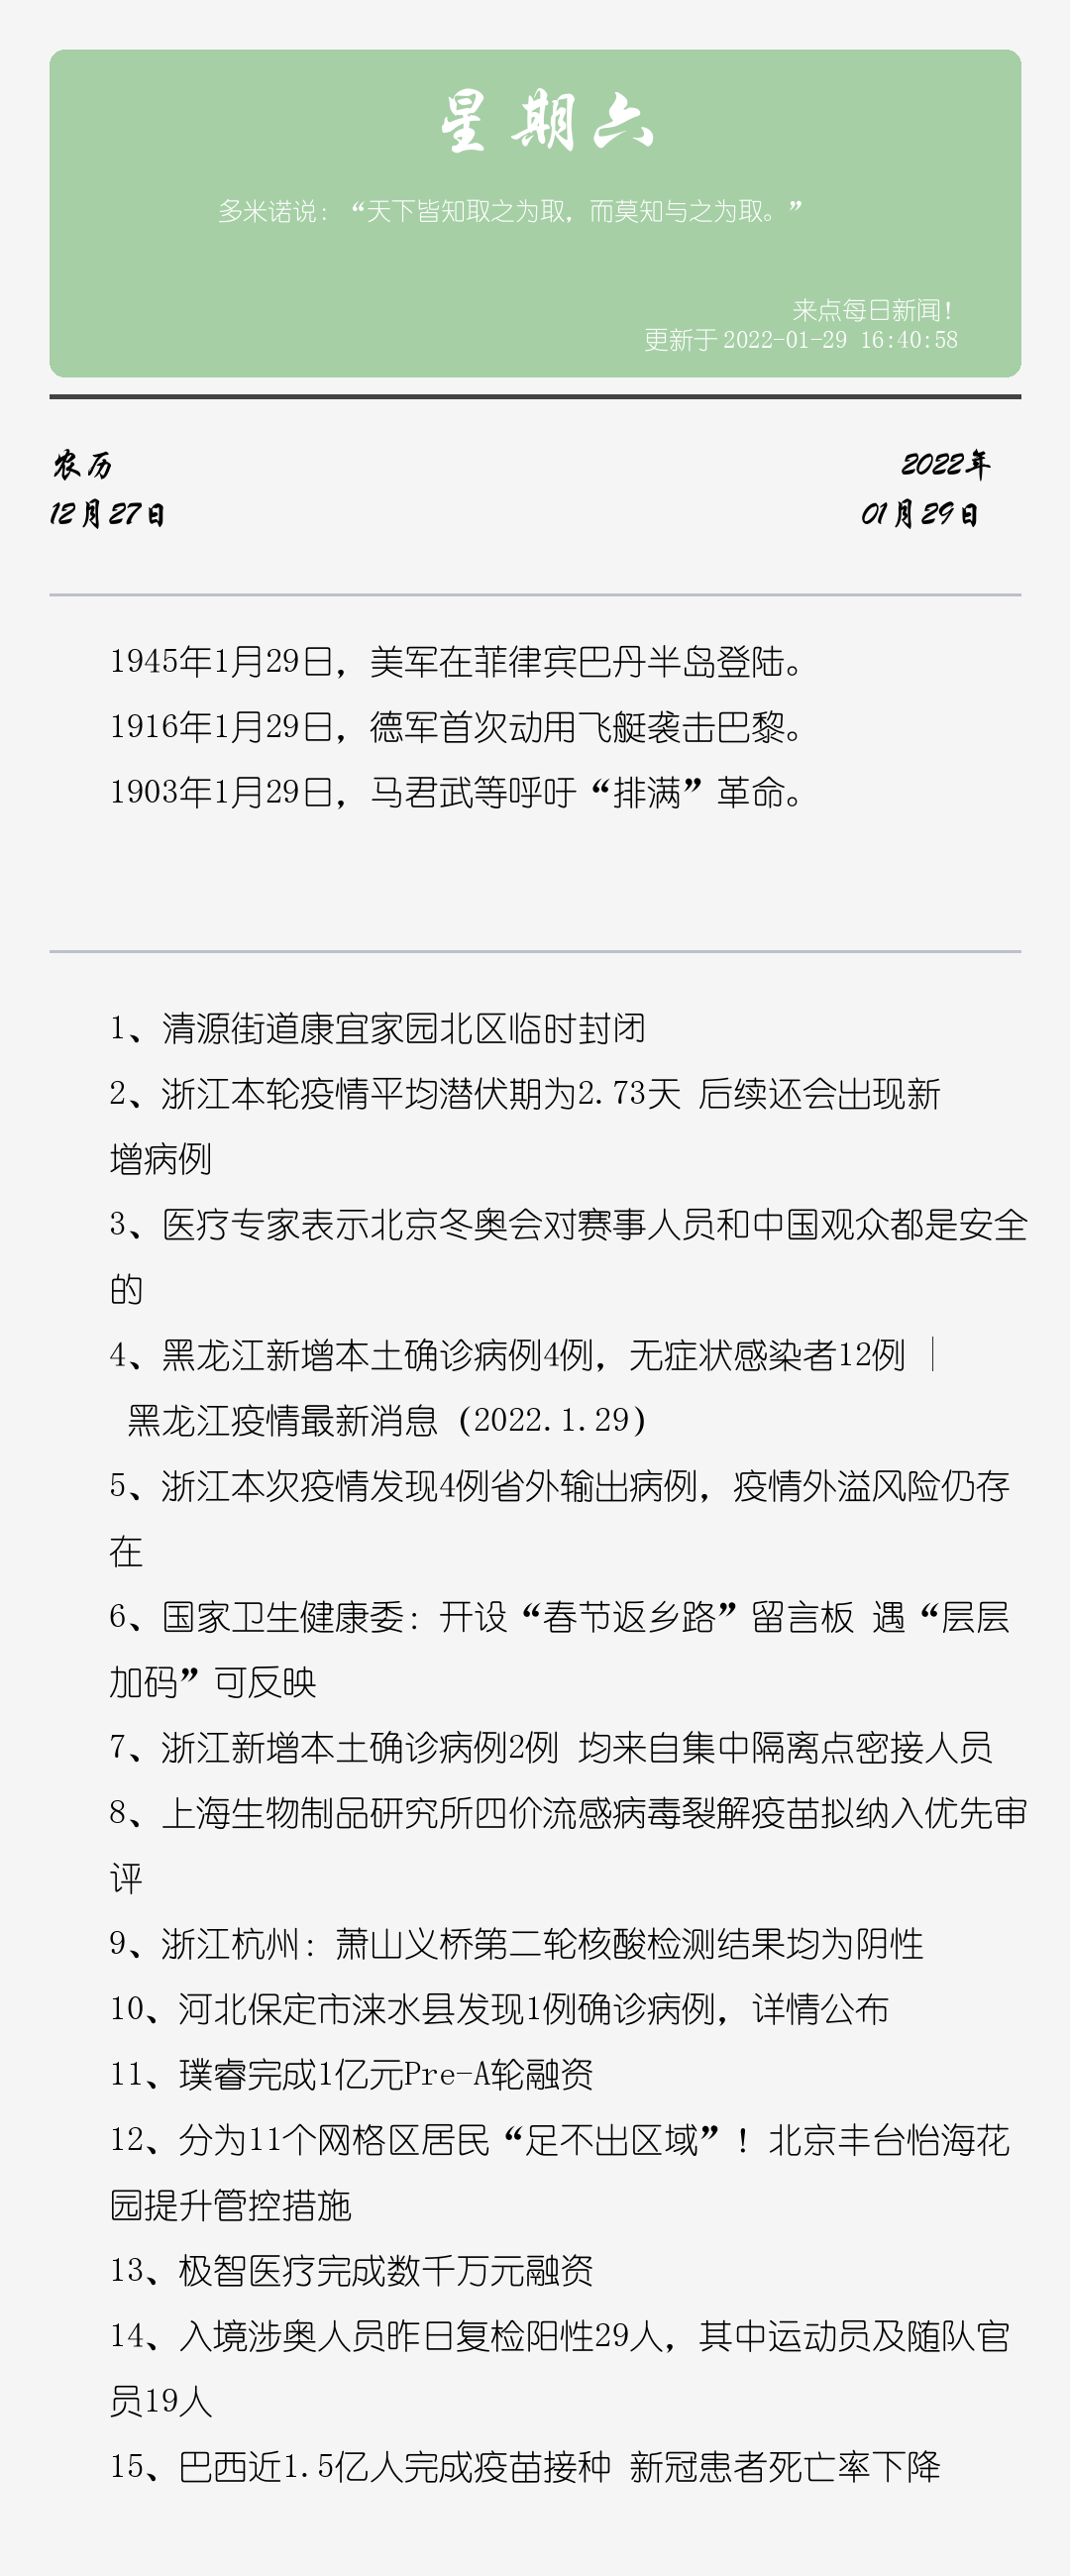 星期六
多米诺说：“天下皆知取之为取，而莫知与之为取。”
来点每日新闻！
更新于 2022-01-29 16:40:58
农历
2022年
12月27日
01月29日
1945年1月29日，美军在菲律宾巴丹半岛登陆。
1916年1月29日，德军首次动用飞艇袭击巴黎。
1903年1月29日，马君武等呼吁“排满”革命。
1、清源街道康宜家园北区临时封闭
2、浙江本轮疫情平均潜伏期为2.73天 后续还会出现新
增病例
3、医疗专家表示北京冬奥会对赛事人员和中国观众都是安全
的
4、黑龙江新增本土确诊病例4例，无症状感染者12例 |
黑龙江疫情最新消息（2022.1.29）
5、浙江本次疫情发现4例省外输出病例，疫情外溢风险仍存
在
6、国家卫生健康委：开设“春节返乡路”留言板 遇“层层
加码”可反映
7、浙江新增本土确诊病例2例 均来自集中隔离点密接人员
8、上海生物制品研究所四价流感病毒裂解疫苗拟纳入优先审
评
9、浙江杭州：萧山义桥第二轮核酸检测结果均为阴性
10、河北保定市涞水县发现1例确诊病例，详情公布
11、璞睿完成1亿元Pre-A轮融资
12、分为11个网格区居民“足不出区域”！北京丰台怡海花
园提升管控措施
13、极智医疗完成数千万元融资
14、入境涉奥人员昨日复检阳性29人，其中运动员及随队官
员19人
15、巴西近1.5亿人完成疫苗接种 新冠患者死亡率下降